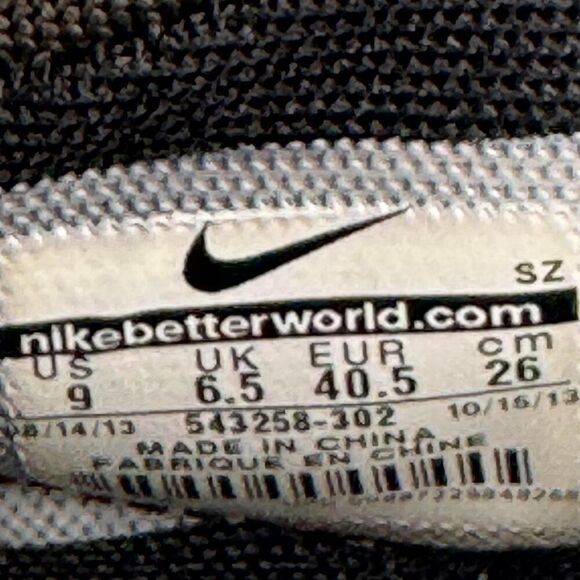 SZ
nikebetterworld.com
US UK EUR cm
9 6.5 40.5 26
08/14/13 543258-302 10/16/13
MADE IN CHINA
FABRIQUE EN CHINE